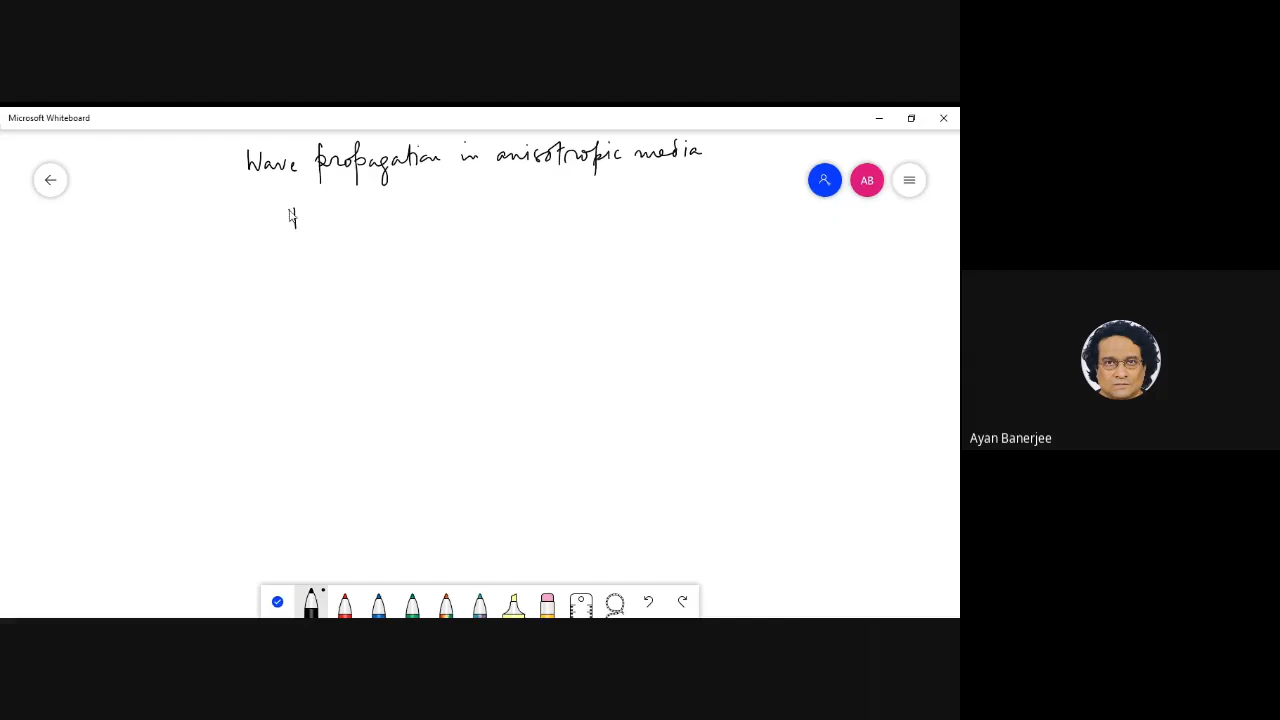 Microsoft Whiteboard
Wave propagation in anisotropic media
AB
Ayan Banerjee